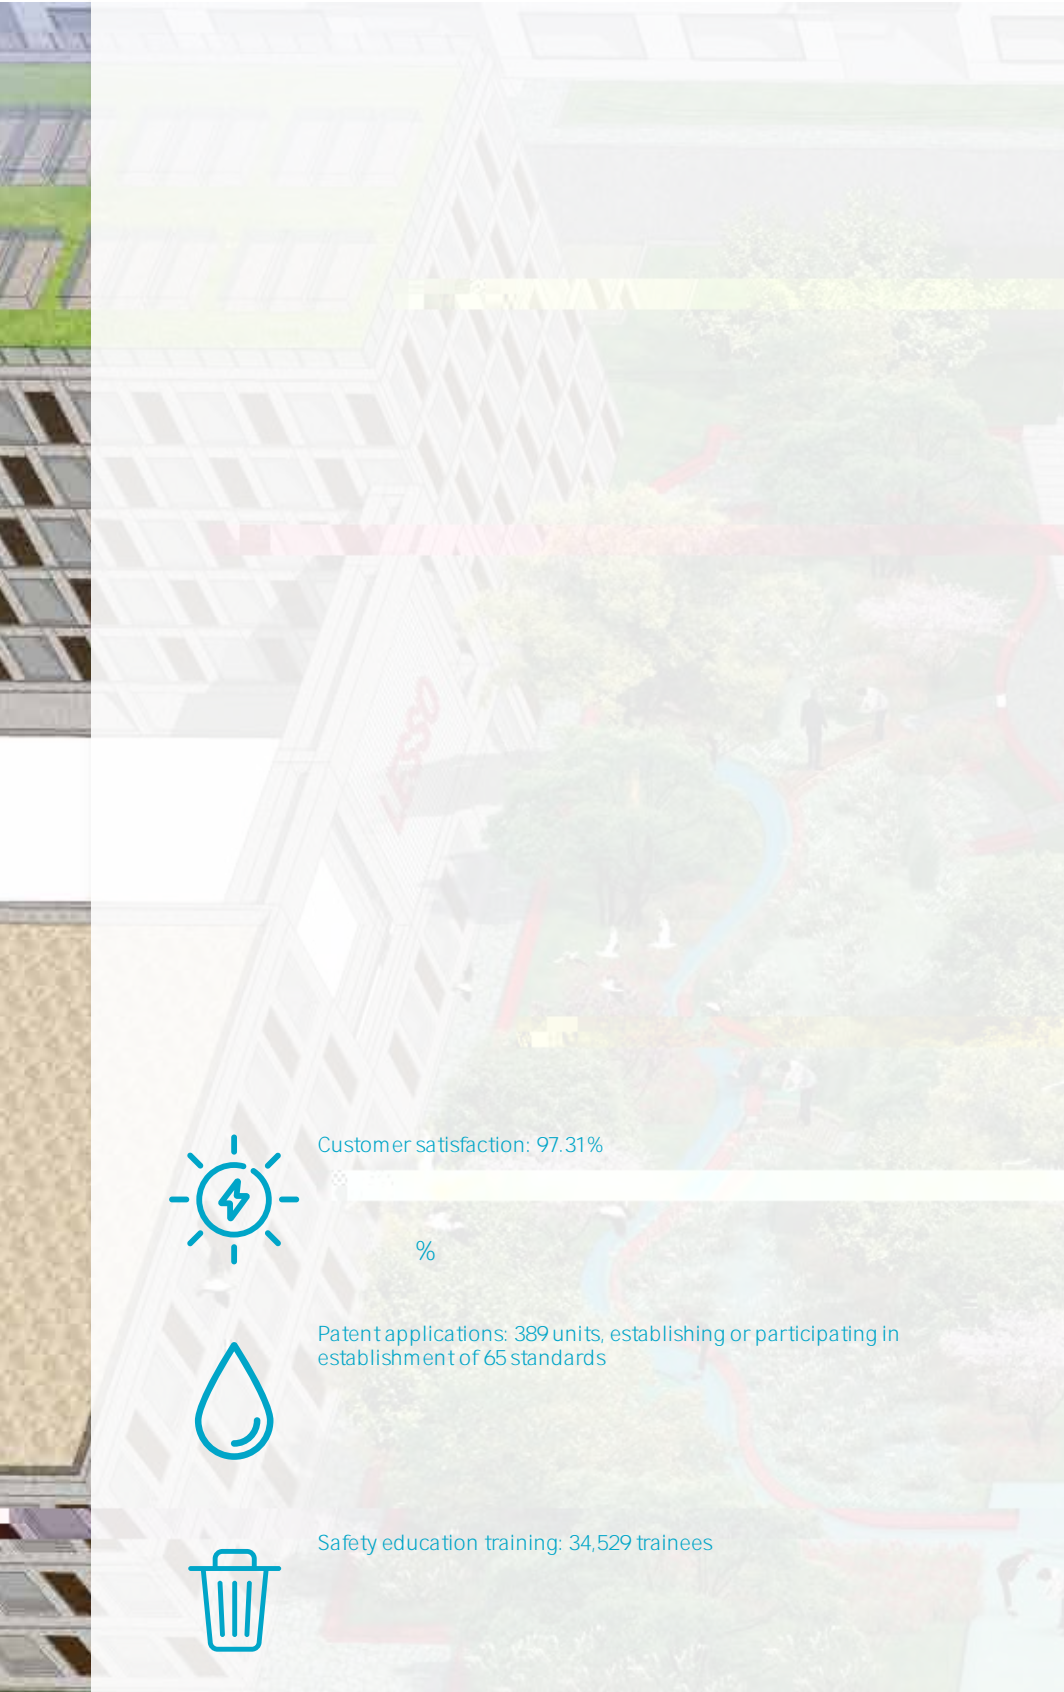 LESSO
Customer satisfaction: 97.31%
%
Patent applications: 389 units, establishing or participating in
establishment of 65 standards
Safety education training: 34,529 trainees